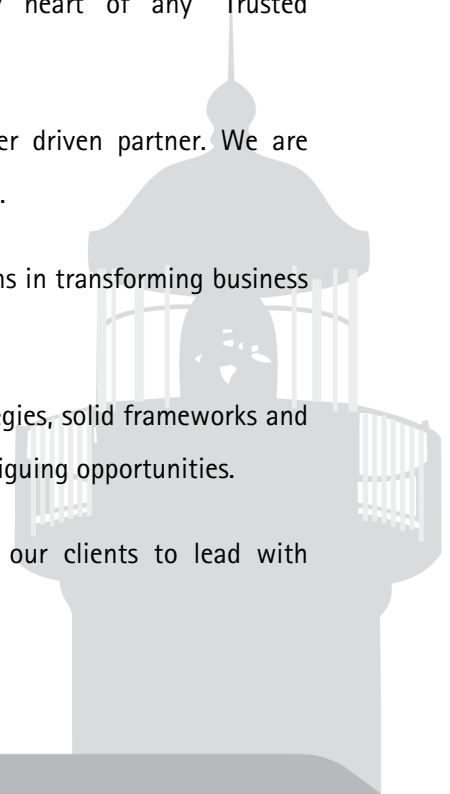 heart of any Trusted
er driven partner. We are
.
ns in transforming business
egies, solid frameworks and
iguing opportunities.
our clients to lead with